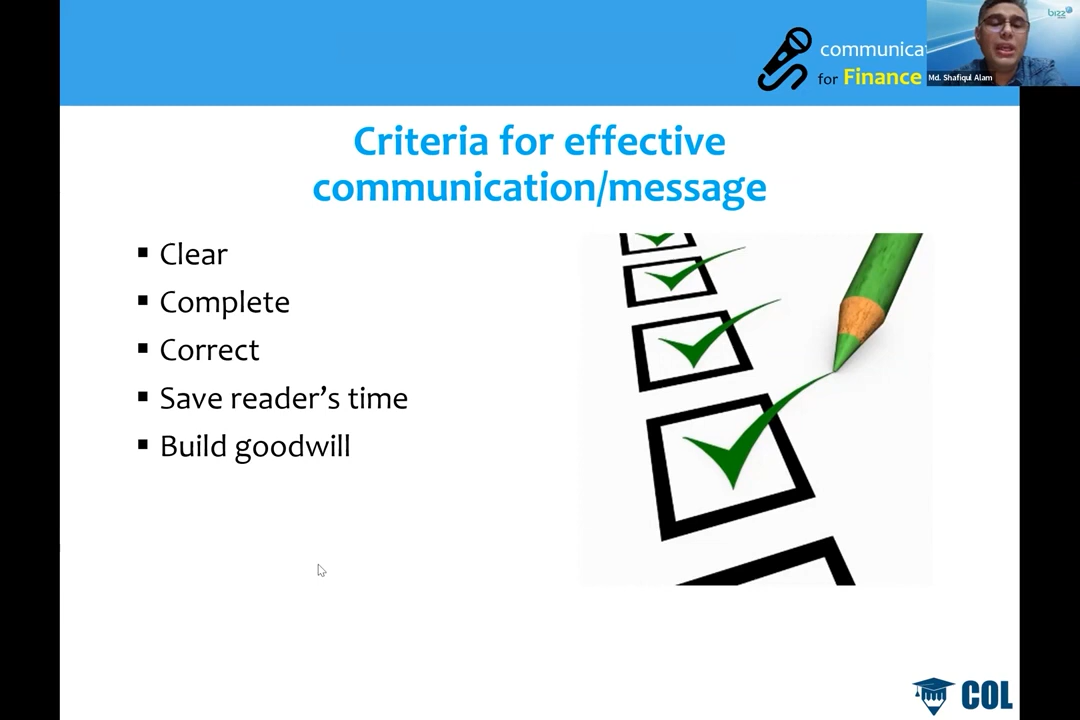 communica
for Finance
bizz
Md. Shafiqul Alam
Criteria for effective
communication/message
▪ Clear
▪ Complete
▪ Correct
▪ Save reader’s time
▪ Build goodwill
COL